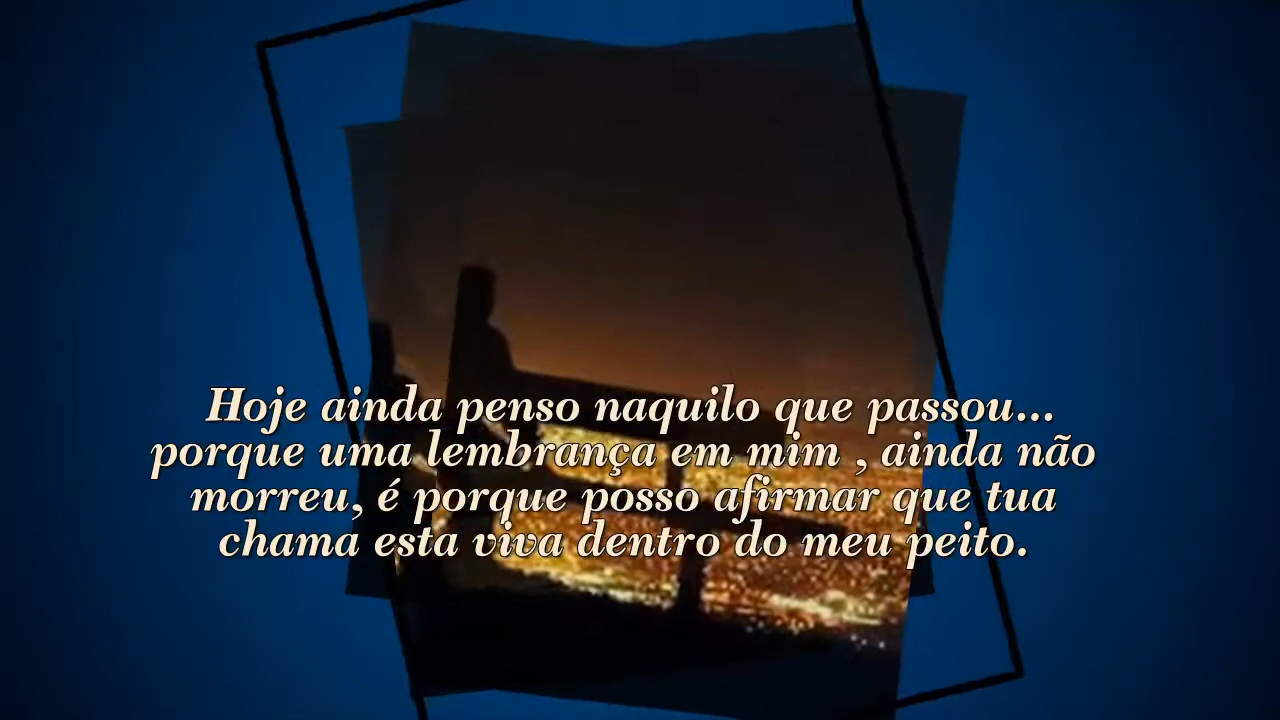 Hoje ainda penso naquilo que passou...
porque uma lembrança em mim , ainda não
morreu, é porque posso afirmar que tua
chama esta viva dentro do meu peito.